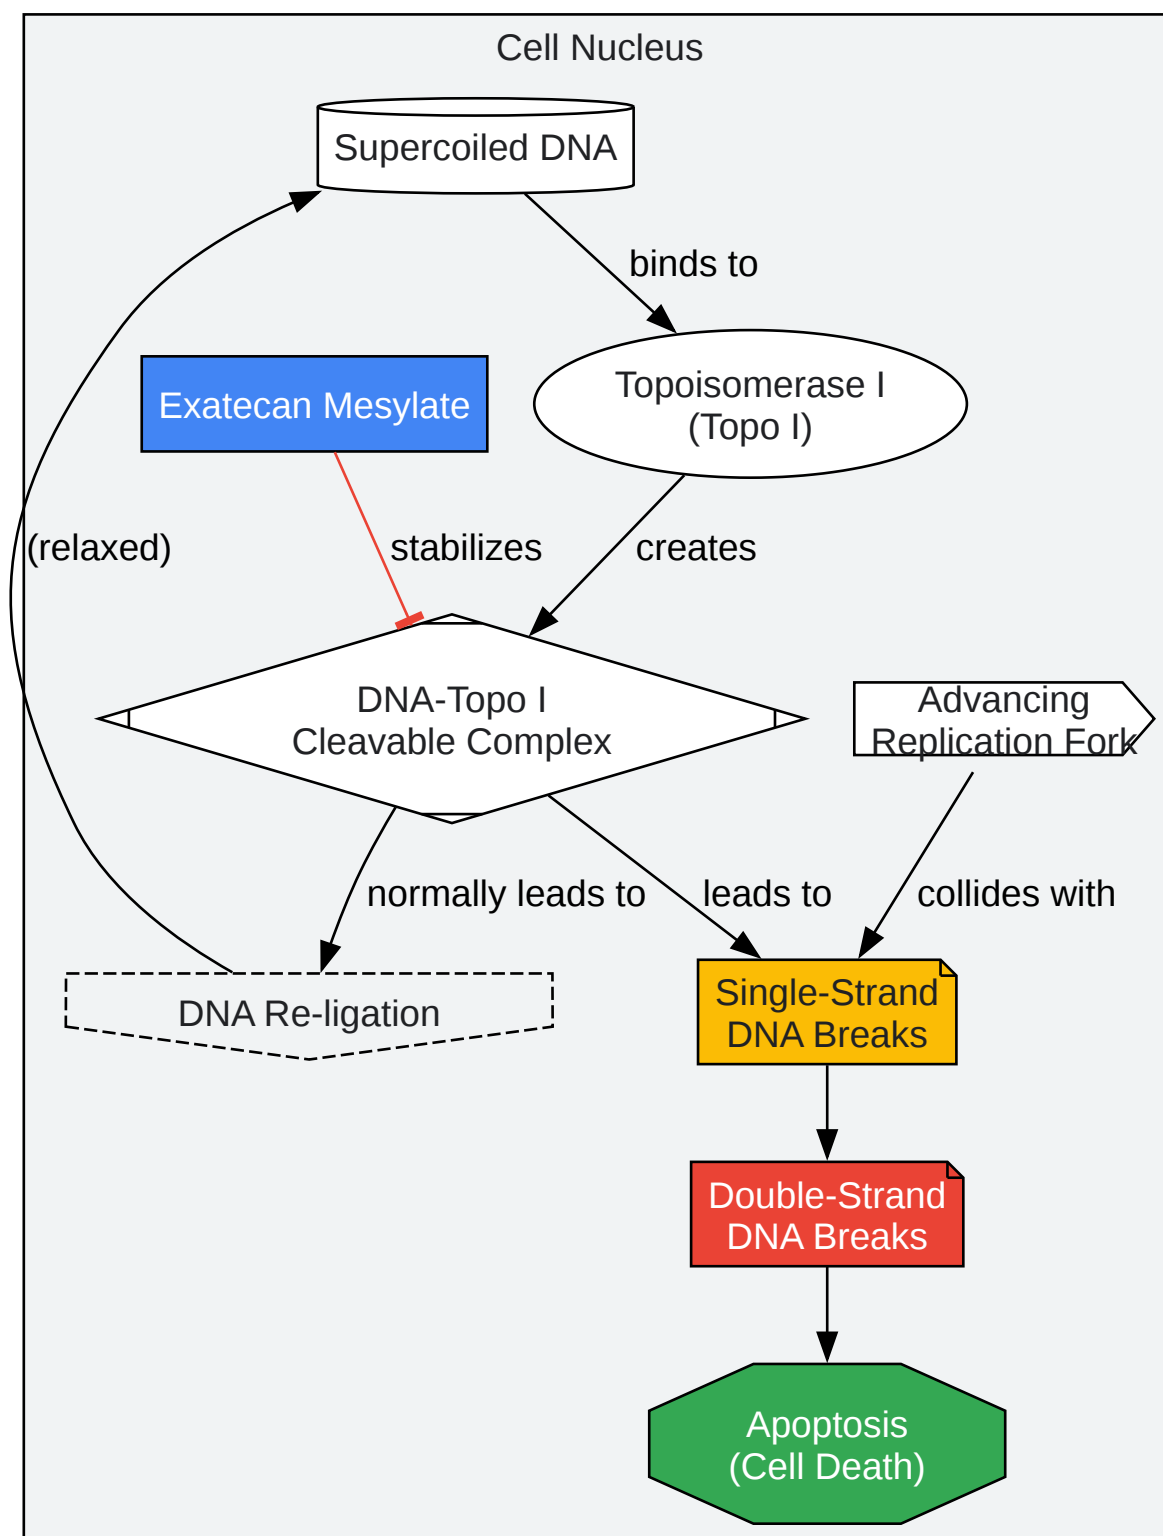 Cell Nucleus
Supercoiled DNA
binds to
Exatecan Mesylate
Topoisomerase I
(Topo I)
(relaxed)
stabilizes
creates
DNA-Topo I
Cleavable Complex
Advancing
Replication Fork
normally leads to
leads to
collides with
DNA Re-ligation
Single-Strand
DNA Breaks
Double-Strand
DNA Breaks
Apoptosis
(Cell Death)